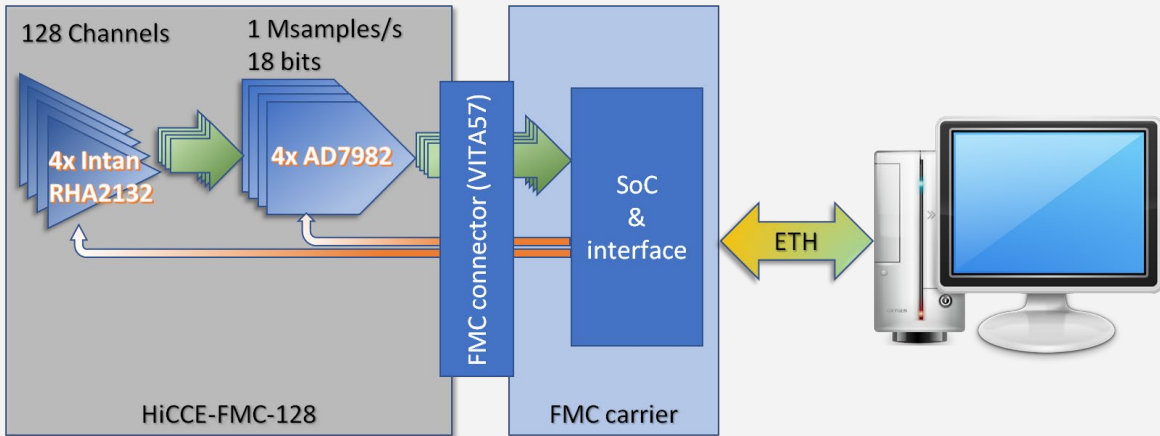 128 Channels
1 Msamples/s
18 bits
4x Intan
RHA2132
4x AD7982
FMC connector (VITA57)
SoC
&
interface
ETH
HiCCE-FMC-128
FMC carrier